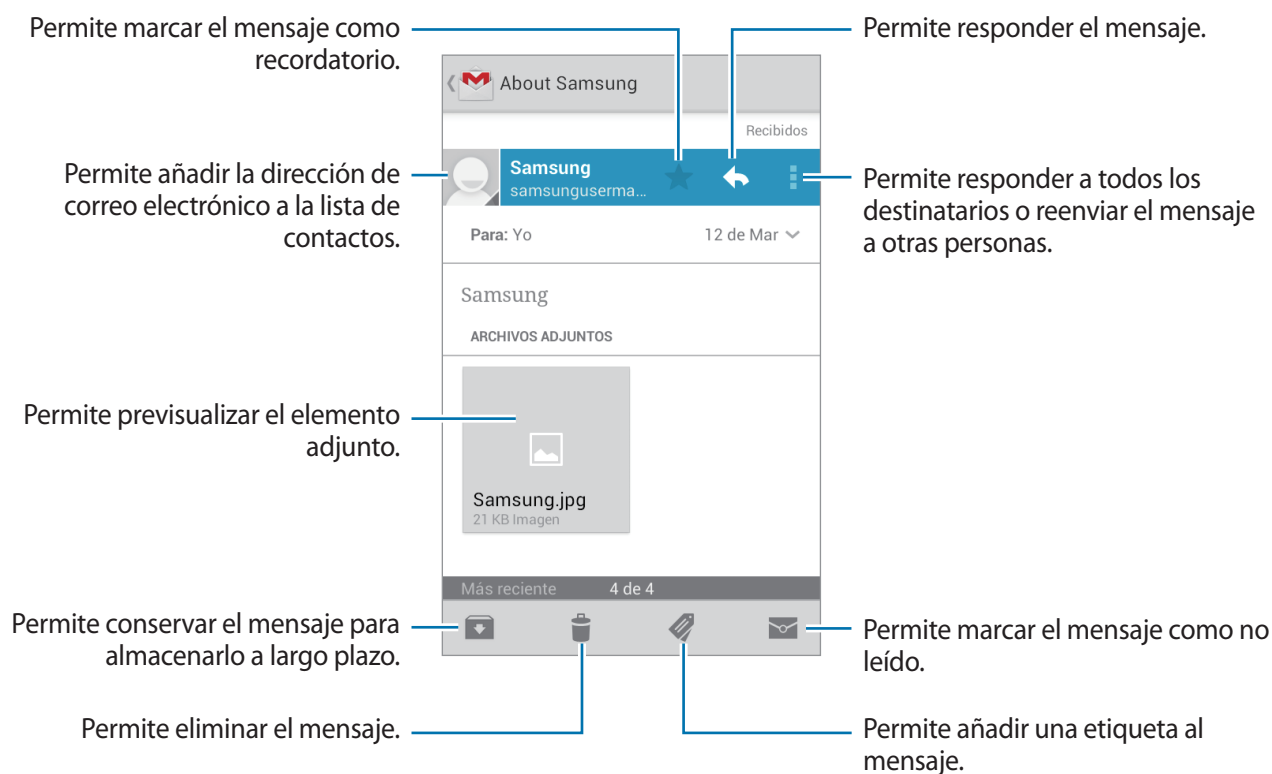 Permite marcar el mensaje como
recordatorio.
Permite responder el mensaje.
About Samsung
Recibidos
Permite añadir la dirección de
correo electrónico a la lista de
contactos.
Samsung
samsunguserma...
Permite responder a todos los
destinatarios o reenviar el mensaje
a otras personas.
Para: Yo
12 de Mar
Samsung
ARCHIVOS ADJUNTOS
Permite previsualizar el elemento
adjunto.
Samsung.jpg
21 KB Imagen
Más reciente
4 de 4
Permite conservar el mensaje para
almacenarlo a largo plazo.
Permite marcar el mensaje como no
leído.
Permite eliminar el mensaje.
Permite añadir una etiqueta al
mensaje.